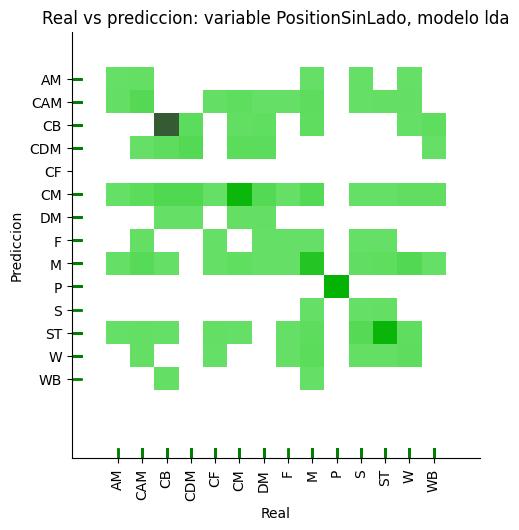 Real vs prediccion: variable PositionSinLado, modelo lda
AM
CAM
CB
CDM
CF
CM
DM
F
M
P
S
ST
W
WB
Prediccion
AM CAM CB CDM CF CM DM F M P S ST W WB
Real